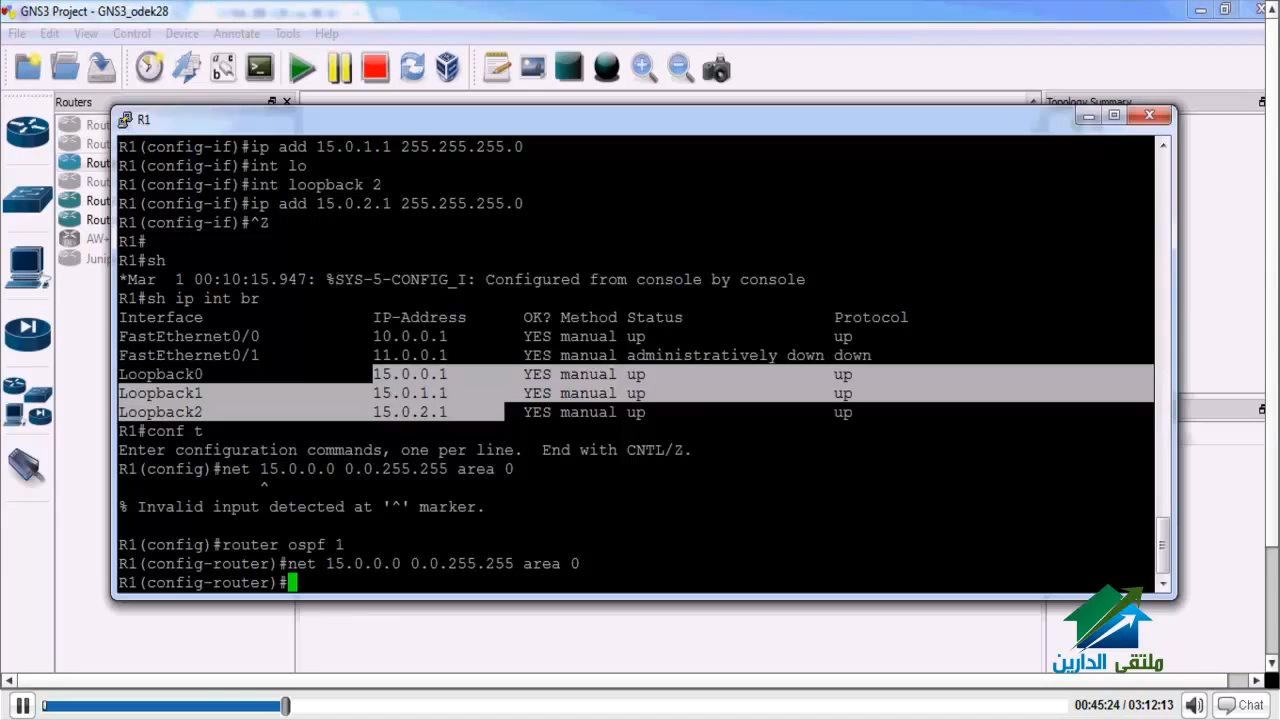 GNS3 Project - GNS3_odek28
File Edit View Control Device Annotate Tools Help
Routers
Topology Summary
Rout
Rout
Rout
Rout
Rout
Rout
AW+
Junip
R1
R1(config-if)#ip add 15.0.1.1 255.255.255.0
R1(config-if)#int lo
R1(config-if)#int loopback 2
R1(config-if)#ip add 15.0.2.1 255.255.255.0
R1(config-if)#^Z
R1#
R1#sh
*Mar  1 00:10:15.947: %SYS-5-CONFIG_I: Configured from console by console
R1#sh ip int br
Interface IP-Address OK? Method Status Protocol
FastEthernet0/0 10.0.0.1 YES manual up up
FastEthernet0/1 11.0.0.1 YES manual administratively down down
Loopback0 15.0.0.1 YES manual up up
Loopback1 15.0.1.1 YES manual up up
Loopback2 15.0.2.1 YES manual up up
R1#conf t
Enter configuration commands, one per line.  End with CNTL/Z.
R1(config)#net 15.0.0.0 0.0.255.255 area 0
^
% Invalid input detected at '^' marker.
R1(config)#router ospf 1
R1(config-router)#net 15.0.0.0 0.0.255.255 area 0
R1(config-router)#
ملتقى الدارين
00:45:24 / 03:12:13
Chat